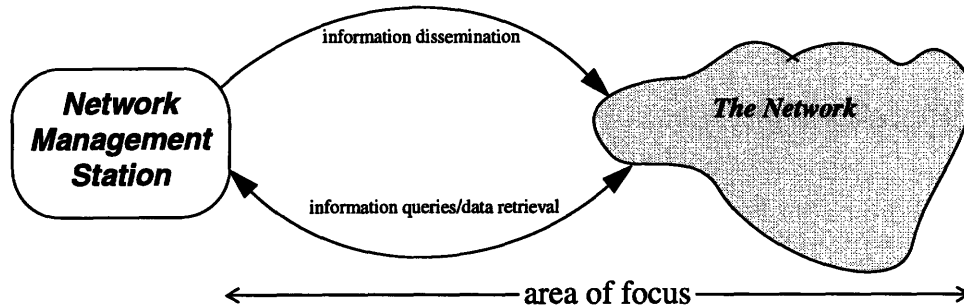 information dissemination
Network
Management
Station
The Network
information queries/data retrieval
area of focus